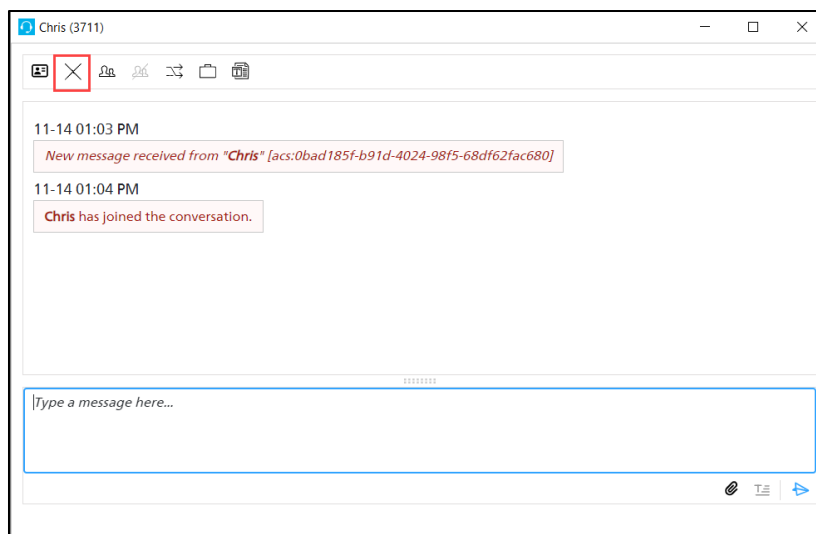 Chris (3711)
11-14 01:03 PM
New message received from "Chris" [acs:0bad185f-b91d-4024-98f5-68df62fac680]
11-14 01:04 PM
Chris has joined the conversation.
Type a message here...